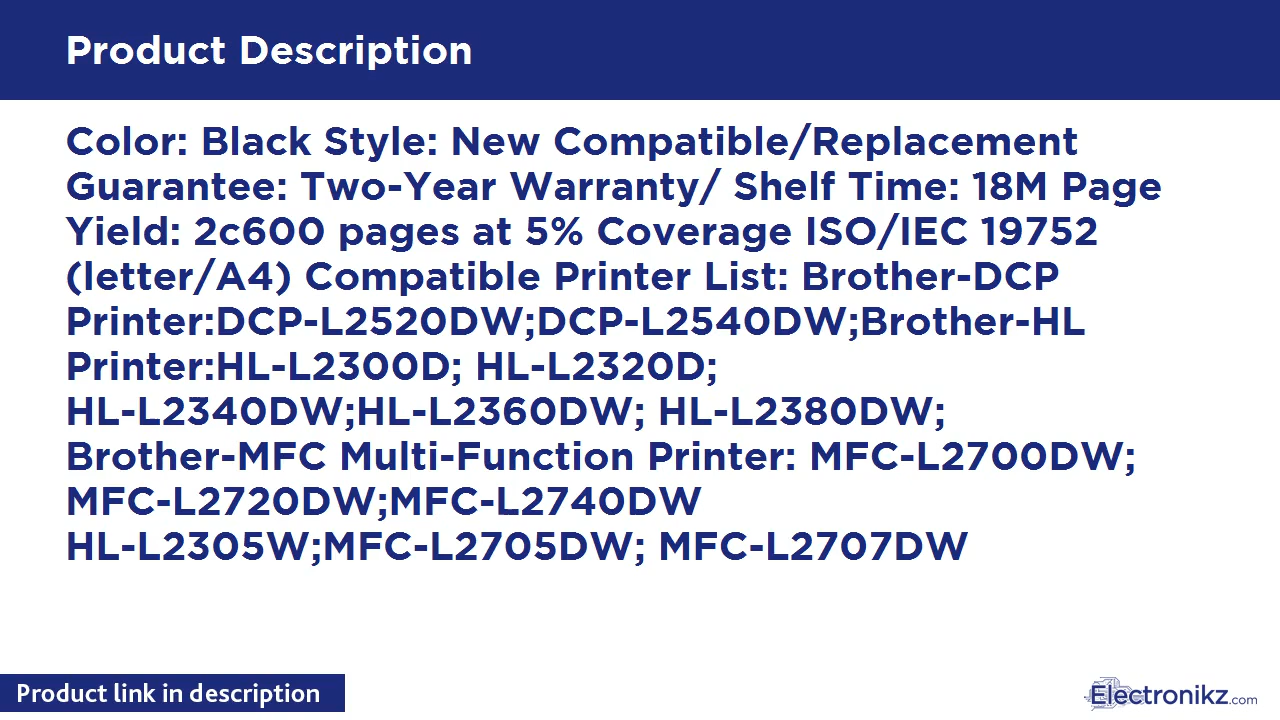 Product Description
Color: Black Style: New Compatible/Replacement
Guarantee: Two-Year Warranty/ Shelf Time: 18M Page
Yield: 2c600 pages at 5% Coverage ISO/IEC 19752
(letter/A4) Compatible Printer List: Brother-DCP
Printer:DCP-L2520DW;DCP-L2540DW;Brother-HL
Printer:HL-L2300D; HL-L2320D;
HL-L2340DW;HL-L2360DW; HL-L2380DW;
Brother-MFC Multi-Function Printer: MFC-L2700DW;
MFC-L2720DW;MFC-L2740DW
HL-L2305W;MFC-L2705DW; MFC-L2707DW
Product link in description
Electronikz.com